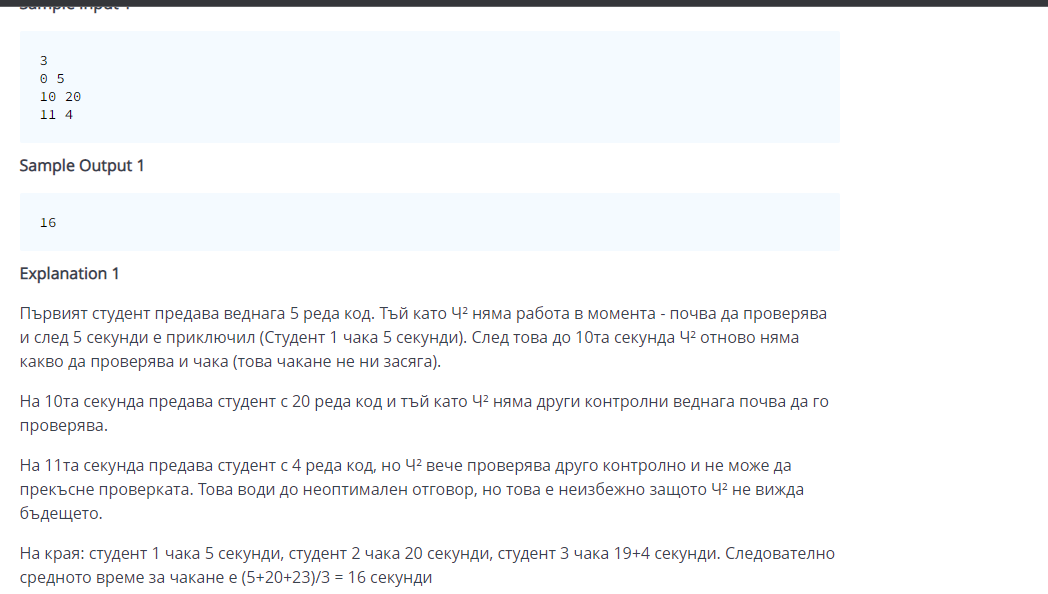 Sample Input 1
3
0 5
10 20
11 4
Sample Output 1
16
Explanation 1
Първият студент предава веднага 5 реда код. Тъй като Ч² няма работа в момента - почва да проверява
и след 5 секунди е приключил (Студент 1 чака 5 секунди). След това до 10та секунда Ч² отново няма
какво да проверява и чака (това чакане не ни засяга).
На 10та секунда предава студент с 20 реда код и тъй като Ч² няма други контролни веднага почва да го
проверява.
На 11та секунда предава студент с 4 реда код, но Ч² вече проверява друго контролно и не може да
прекъсне проверката. Това води до неоптимален отговор, но това е неизбежно защото Ч² не вижда
бъдещето.
На края: студент 1 чака 5 секунди, студент 2 чака 20 секунди, студент 3 чака 19+4 секунди. Следователно
средното време за чакане е (5+20+23)/3 = 16 секунди